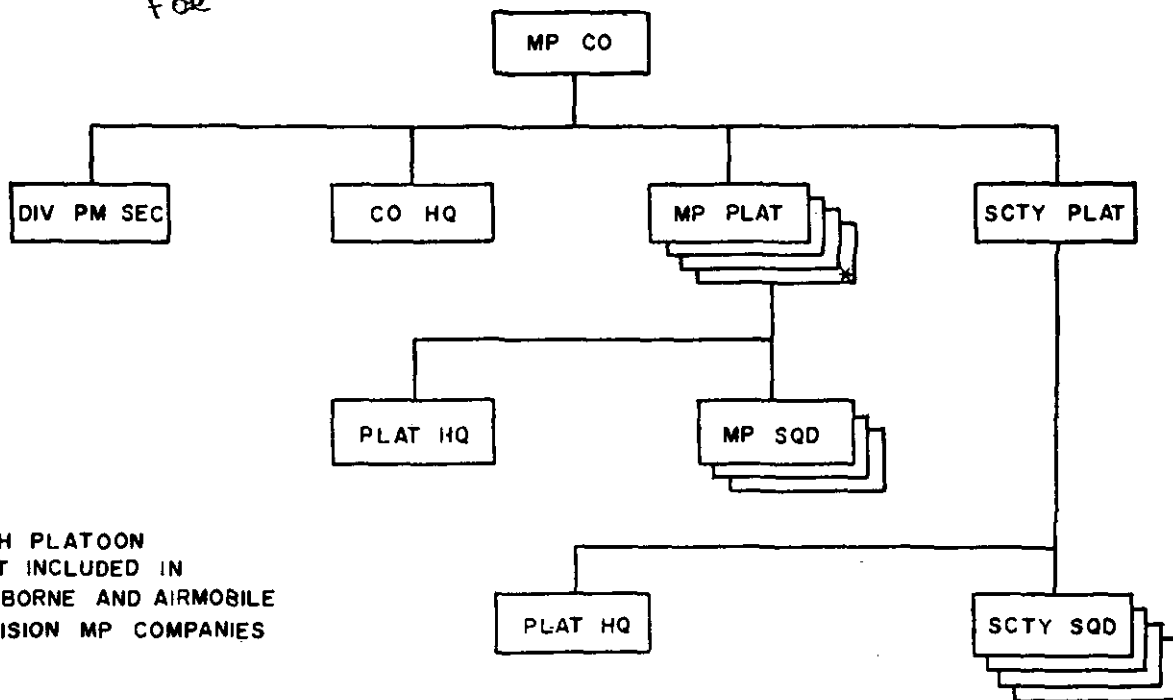 FOR
MP CO
DIV PM SEC
CO HQ
MP PLAT
SCTY PLAT
*
PLAT HQ
MP SQD
H PLATOON
T INCLUDED IN
BORNE AND AIRMOBILE
ISION MP COMPANIES
PLAT HQ
SCTY SQD